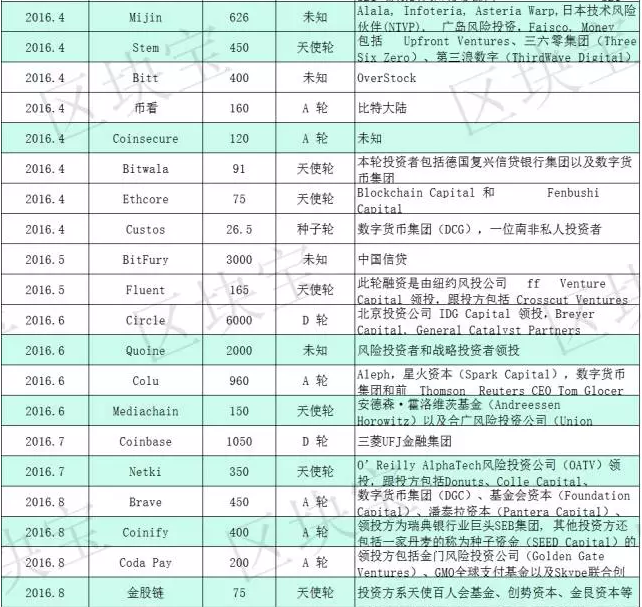 Alala, Infoteria, Asteria Warp,日本技术风险
2016.4 Mijin 626 未知 伙伴(NTVP), 广岛风险投资, Faisco, Money
2016.4 Stem 450 天使轮 包括 Upfront Ventures、三六零集团（Three
Six Zero）、第三浪数字（ThirdWave Digital）
2016.4 Bitt 400 未知 OverStock
2016.4 币看 160 A 轮 比特大陆
2016.4 Coinsecure 120 A 轮 未知
2016.4 Bitwala 91 天使轮 本轮投资者包括德国复兴信贷银行集团以及数字货
币集团
2016.4 Ethcore 75 天使轮 Blockchain Capital 和 Fenbushi
Capital
2016.4 Custos 26.5 种子轮 数字货币集团（DCG），一位南非私人投资者
2016.5 BitFury 3000 未知 中国信贷
2016.5 Fluent 165 天使轮 此轮融资是由纽约风投公司 ff Venture
Capital 领投，跟投方包括 Crosscut Ventures
2016.6 Circle 6000 D 轮 北京投资公司 IDG Capital 领投，Breyer
Capital、General Catalyst Partners
2016.6 Quoine 2000 未知 风险投资者和战略投资者领投
2016.6 Colu 960 A 轮 Aleph，星火资本（Spark Capital），数字货币
集团和前 Thomson Reuters CEO Tom Glocer
2016.6 Mediachain 150 天使轮 安德森·霍洛维茨基金（Andreessen
Horowitz）以及合广风险投资公司（Union
2016.7 Coinbase 1050 D 轮 三菱UFJ金融集团
2016.7 Netki 350 天使轮 O’Reilly AlphaTech风险投资公司（OATV）领
投，跟投方包括Donuts、Colle Capital、
2016.8 Brave 450 A 轮 数字货币集团（DGC）、基金会资本（Foundation
Capital）、潘泰拉资本（Pantera Capital）、
2016.8 Coinify 400 A 轮 领投方为瑞典银行业巨头SEB集团，其他投资方还
包括一家丹麦的称为种子资金（SEED Capital）的
2016.8 Coda Pay 200 A 轮 领投方包括金门风险投资公司（Golden Gate
Ventures）、GMO全球支付基金以及Skype联合创
2016.8 金股链 75 天使轮 投资方系天使百人会基金、创势资本、金艮资本等
区块宝
区块宝
区块宝
区块宝
区块宝